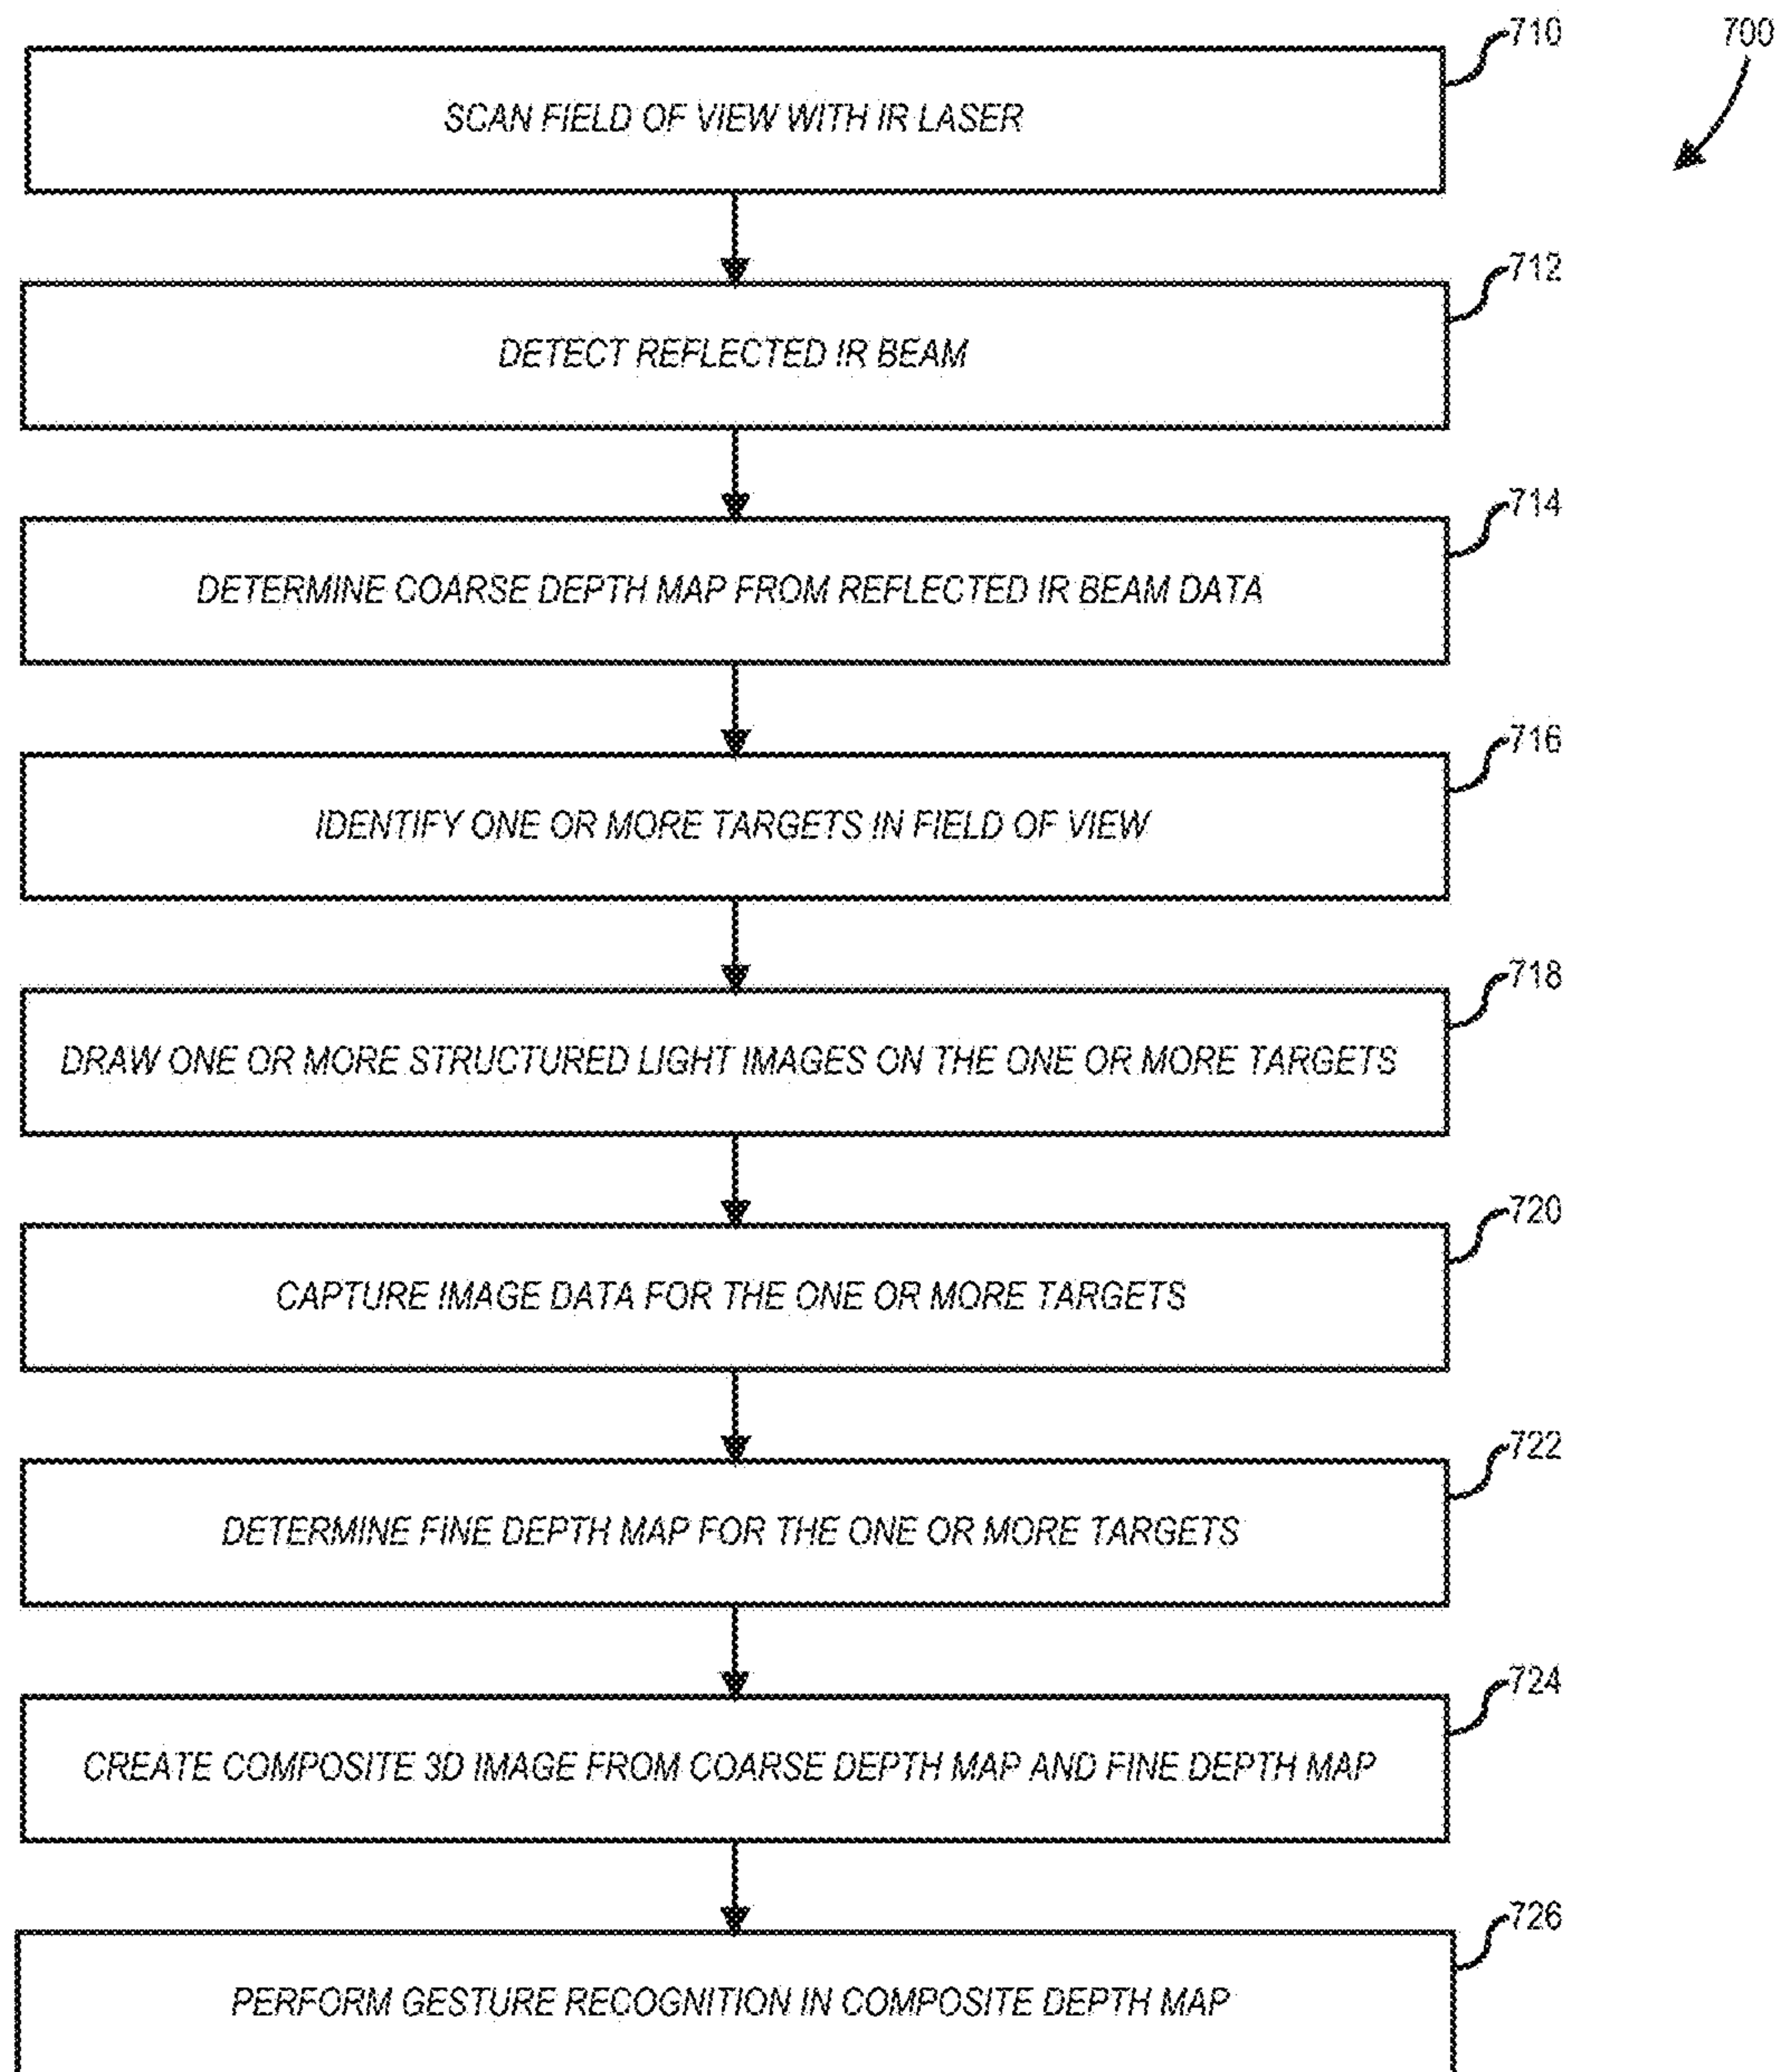 710
700
SCAN FIELD OF VIEW WITH IR LASER
712
DETECT REFLECTED IR BEAM
714
DETERMINE COARSE DEPTH MAP FROM REFLECTED IR BEAM DATA
716
IDENTIFY ONE OR MORE TARGETS IN FIELD OF VIEW
718
DRAW ONE OR MORE STRUCTURED LIGHT IMAGES ON THE ONE OR MORE TARGETS
720
CAPTURE IMAGE DATA FOR THE ONE OR MORE TARGETS
722
DETERMINE FINE DEPTH MAP FOR THE ONE OR MORE TARGETS
724
CREATE COMPOSITE 3D IMAGE FROM COARSE DEPTH MAP AND FINE DEPTH MAP
726
PERFORM GESTURE RECOGNITION IN COMPOSITE DEPTH MAP